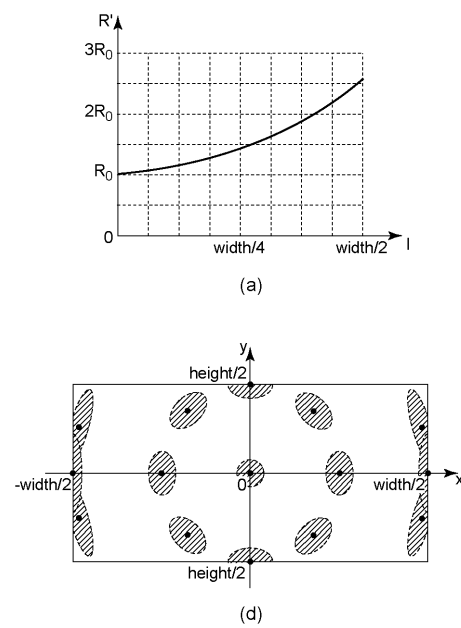 R'
3R0
2R0
R0
0
width/4
width/2
l
(a)
y
height/2
-width/2
0
width/2
x
height/2
(d)